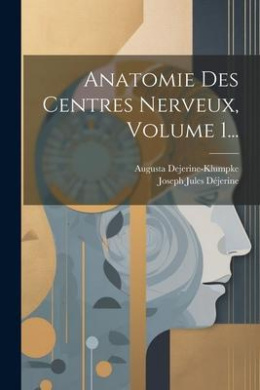 Anatomie Des
Centres Nerveux,
Volume 1...
Augusta Dejerine-Klumpke
Joseph Jules Déjerine